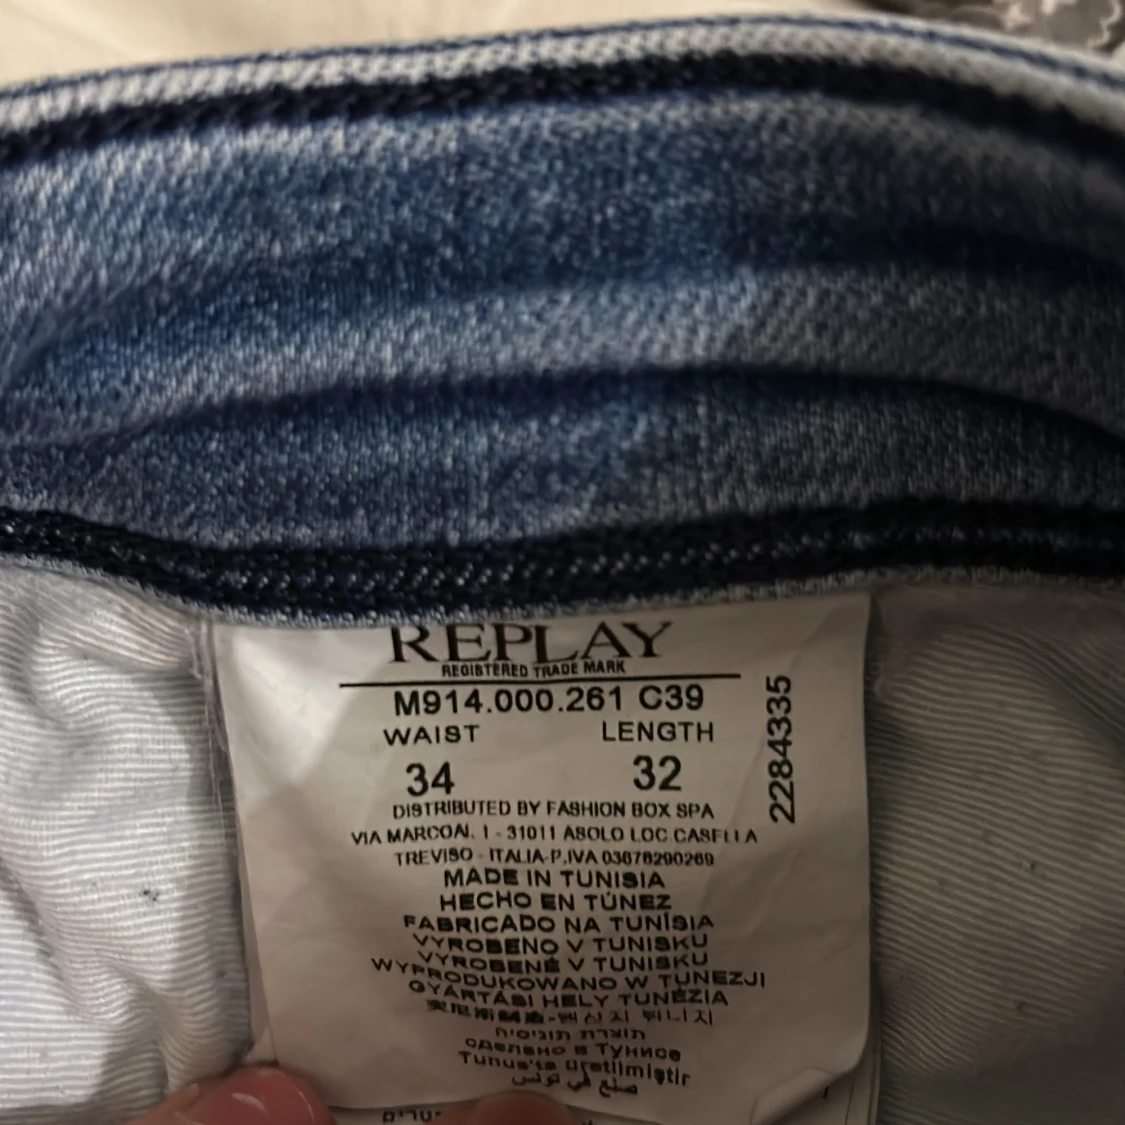 REPLAY
REGISTERED TRADE MARK
M914.000.261 C39
WAIST LENGTH
34 32
2284335
DISTRIBUTED BY FASHION BOX SPA
VIA MARCONI, 1 - 31011 ASOLO LOC.CASELLA
TREVISO - ITALIA-P.IVA 03678290269
MADE IN TUNISIA
HECHO EN TÚNEZ
FABRICADO NA TUNÍSIA
VYROBENO V TUNISKU
VYROBENÉ V TUNISKU
WYPRODUKOWANO W TUNEZJI
GYÁRTÁSI HELY TUNÉZIA
תוצרת תוניסיה
сделено в Тунисе
Tunus'ta üretilmiştir
صنع في تونس